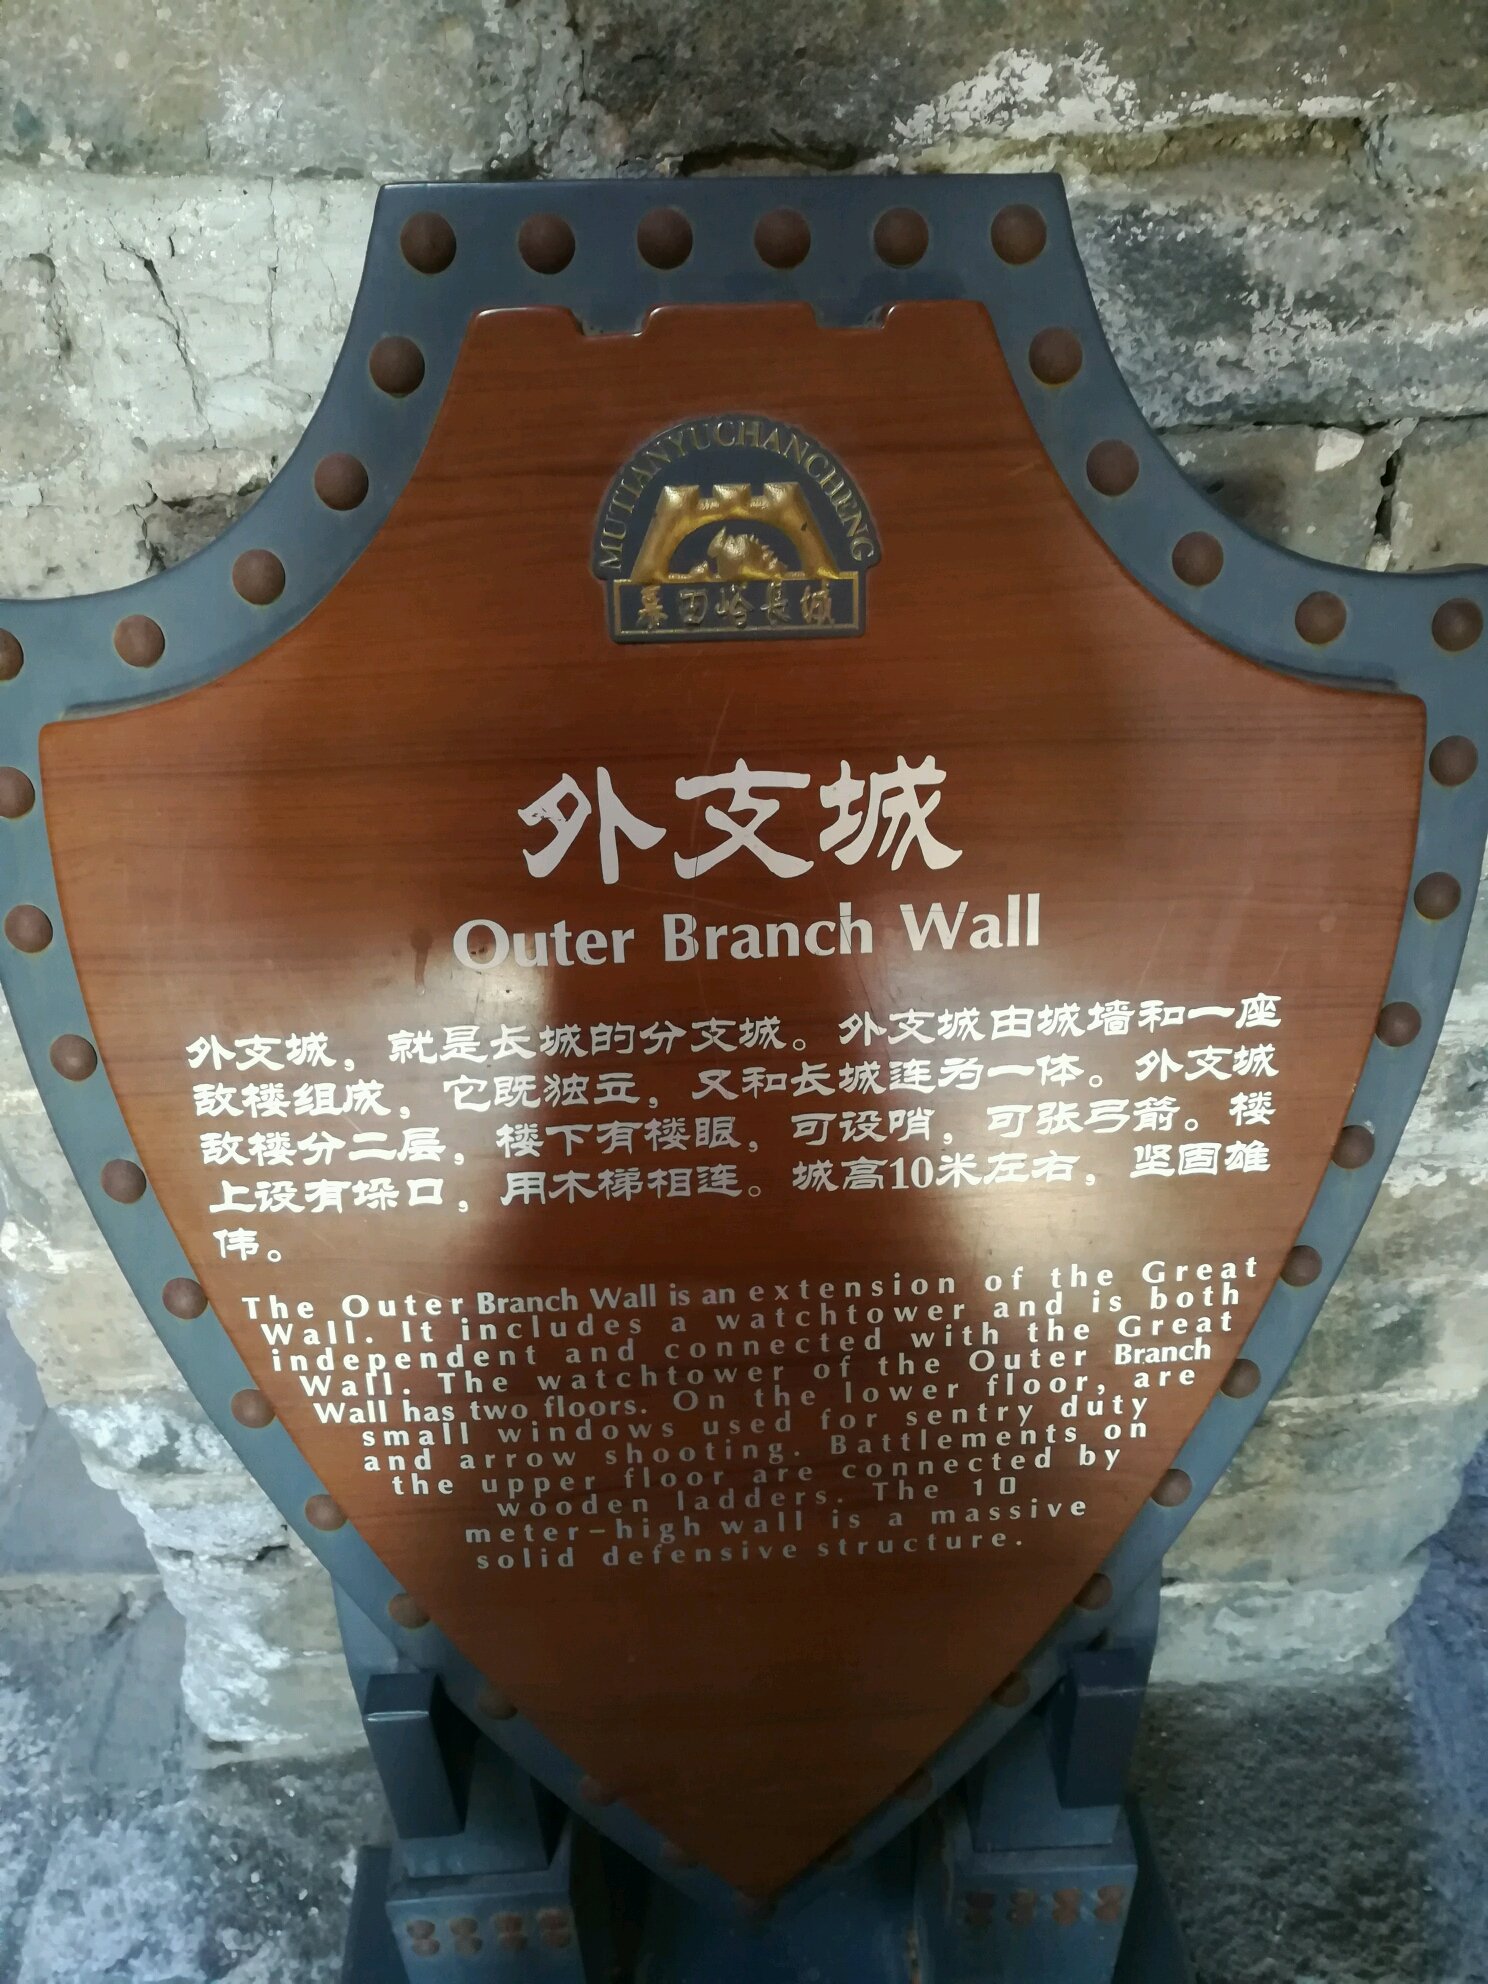 MUTIANYUCHANGCHENG
慕田峪長城
外支城
Outer Branch Wall
外支城，就是长城的分支城。外支城由城墙和一座
敌楼组成，它既独立，又和长城连为一体。外支城
敌楼分二层，楼下有楼眼，可设哨，可张弓箭。楼
上设有垛口，用木梯相连。城高10米左右，坚固雄
伟。
The Outer Branch Wall is an extension of the Great
Wall. It includes a watchtower and is both
independent and connected with the Great
Wall. The watchtower of the Outer Branch
Wall has two floors. On the lower floor, are
small windows used for sentry duty
and arrow shooting. Battlements on
the upper floor are connected by
wooden ladders. The 10
meter-high wall is a massive
solid defensive structure.